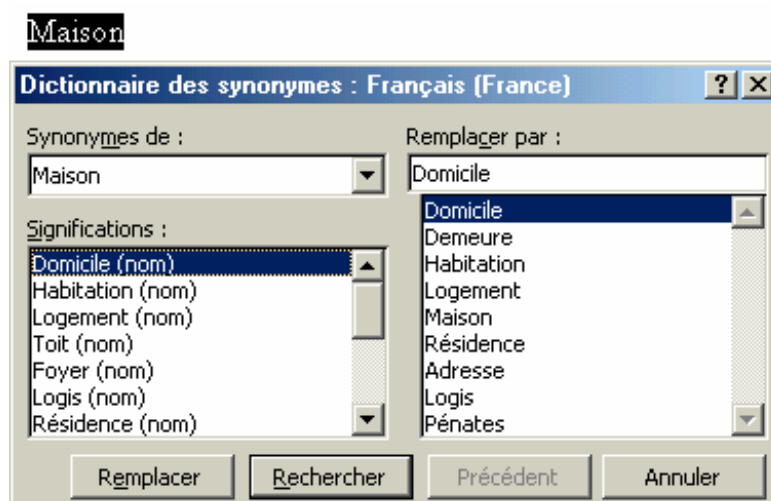 Maison
Dictionnaire des synonymes : Français (France)
Synonymes de :
Maison
Significations :
Domicile (nom)
Habitation (nom)
Logement (nom)
Toit (nom)
Foyer (nom)
Logis (nom)
Résidence (nom)
Remplacer par :
Domicile
Domicile
Demeure
Habitation
Logement
Maison
Résidence
Adresse
Logis
Pénates
Remplacer
Rechercher
Précédent
Annuler